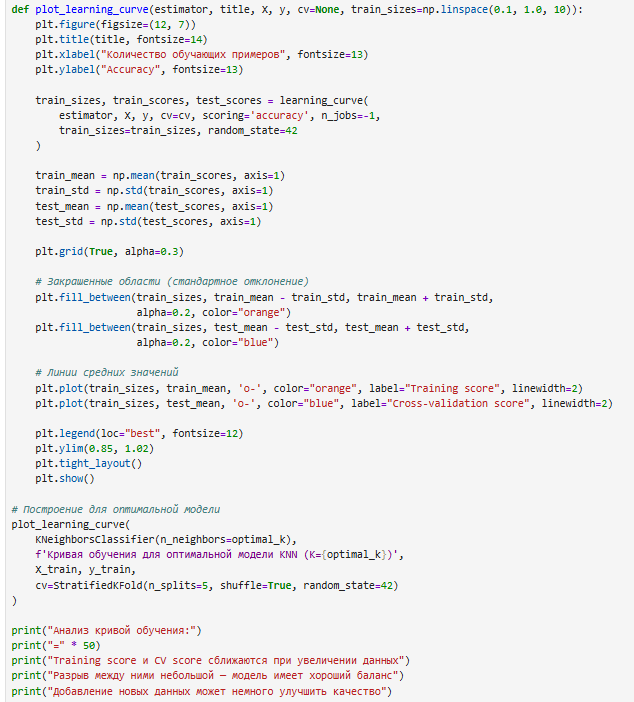 def plot_learning_curve(estimator, title, X, y, cv=None, train_sizes=np.linspace(0.1, 1.0, 10)):
    plt.figure(figsize=(12, 7))
    plt.title(title, fontsize=14)
    plt.xlabel("Количество обучающих примеров", fontsize=13)
    plt.ylabel("Accuracy", fontsize=13)

    train_sizes, train_scores, test_scores = learning_curve(
        estimator, X, y, cv=cv, scoring='accuracy', n_jobs=-1,
        train_sizes=train_sizes, random_state=42
    )

    train_mean = np.mean(train_scores, axis=1)
    train_std = np.std(train_scores, axis=1)
    test_mean = np.mean(test_scores, axis=1)
    test_std = np.std(test_scores, axis=1)

    plt.grid(True, alpha=0.3)

    # Закрашенные области (стандартное отклонение)
    plt.fill_between(train_sizes, train_mean - train_std, train_mean + train_std,
                     alpha=0.2, color="orange")
    plt.fill_between(train_sizes, test_mean - test_std, test_mean + test_std,
                     alpha=0.2, color="blue")

    # Линии средних значений
    plt.plot(train_sizes, train_mean, 'o-', color="orange", label="Training score", linewidth=2)
    plt.plot(train_sizes, test_mean, 'o-', color="blue", label="Cross-validation score", linewidth=2)

    plt.legend(loc="best", fontsize=12)
    plt.ylim(0.85, 1.02)
    plt.tight_layout()
    plt.show()

# Построение для оптимальной модели
plot_learning_curve(
    KNeighborsClassifier(n_neighbors=optimal_k),
    f'Кривая обучения для оптимальной модели KNN (K={optimal_k})',
    X_train, y_train,
    cv=StratifiedKFold(n_splits=5, shuffle=True, random_state=42)
)

print("Анализ кривой обучения:")
print("=" * 50)
print("Training score и CV score сближаются при увеличении данных")
print("Разрыв между ними небольшой — модель имеет хороший баланс")
print("Добавление новых данных может немного улучшить качество")